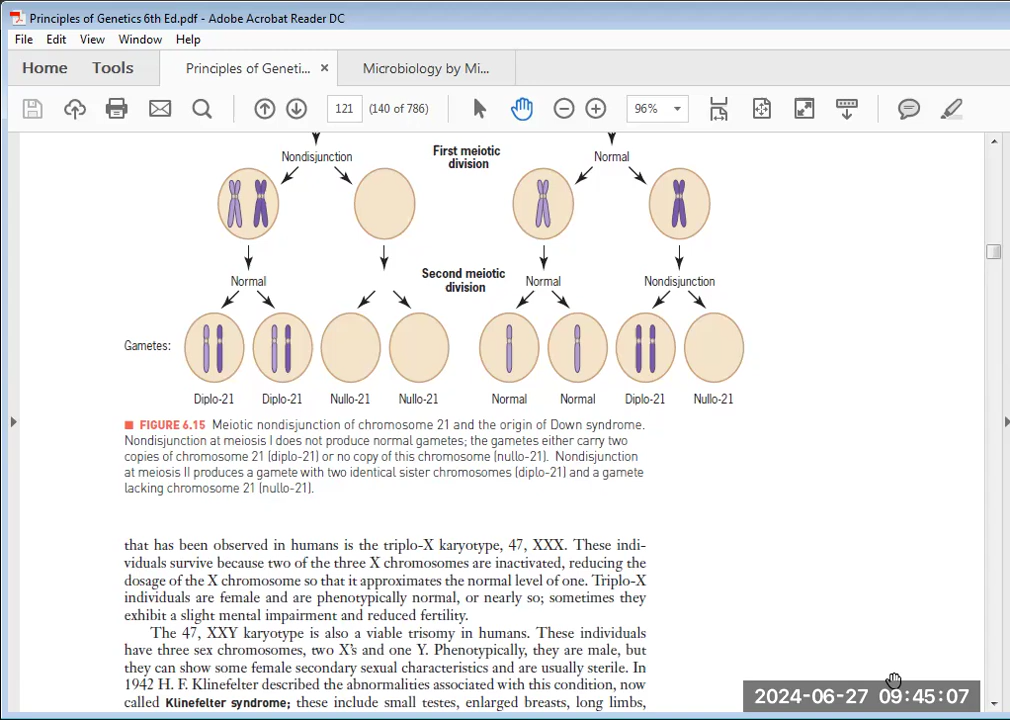 Principles of Genetics 6th Ed.pdf - Adobe Acrobat Reader DC
File Edit View Window Help
Home Tools Principles of Geneti... × Microbiology by Mi...
121 (140 of 786) 96%
Nondisjunction First meiotic division Normal
Normal Second meiotic division Normal Nondisjunction
Gametes:
Diplo-21 Diplo-21 Nullo-21 Nullo-21 Normal Normal Diplo-21 Nullo-21
■ FIGURE 6.15 Meiotic nondisjunction of chromosome 21 and the origin of Down syndrome.
Nondisjunction at meiosis I does not produce normal gametes; the gametes either carry two
copies of chromosome 21 (diplo-21) or no copy of this chromosome (nullo-21). Nondisjunction
at meiosis II produces a gamete with two identical sister chromosomes (diplo-21) and a gamete
lacking chromosome 21 (nullo-21).
that has been observed in humans is the triplo-X karyotype, 47, XXX. These indi-
viduals survive because two of the three X chromosomes are inactivated, reducing the
dosage of the X chromosome so that it approximates the normal level of one. Triplo-X
individuals are female and are phenotypically normal, or nearly so; sometimes they
exhibit a slight mental impairment and reduced fertility.
The 47, XXY karyotype is also a viable trisomy in humans. These individuals
have three sex chromosomes, two X's and one Y. Phenotypically, they are male, but
they can show some female secondary sexual characteristics and are usually sterile. In
1942 H. F. Klinefelter described the abnormalities associated with this condition, now
called Klinefelter syndrome; these include small testes, enlarged breasts, long limbs,
2024-06-27 09:45:07